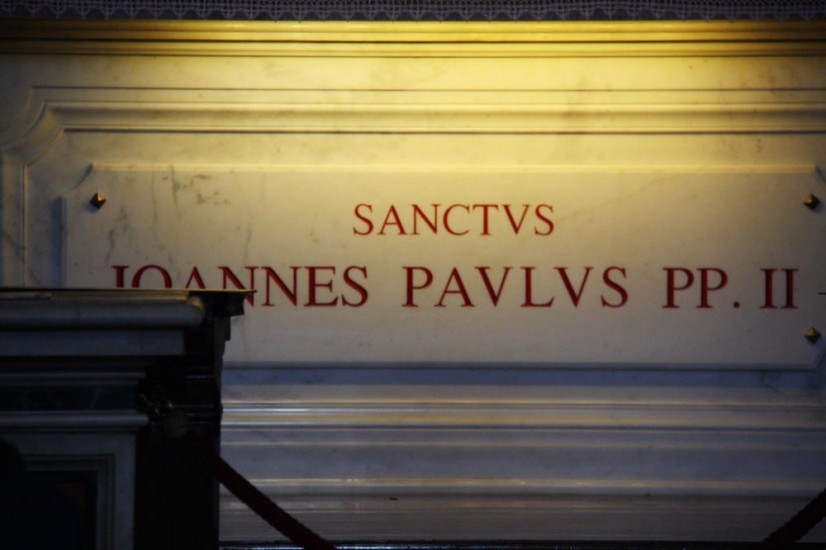 SANCTVS
IOANNES PAVLVS PP. II